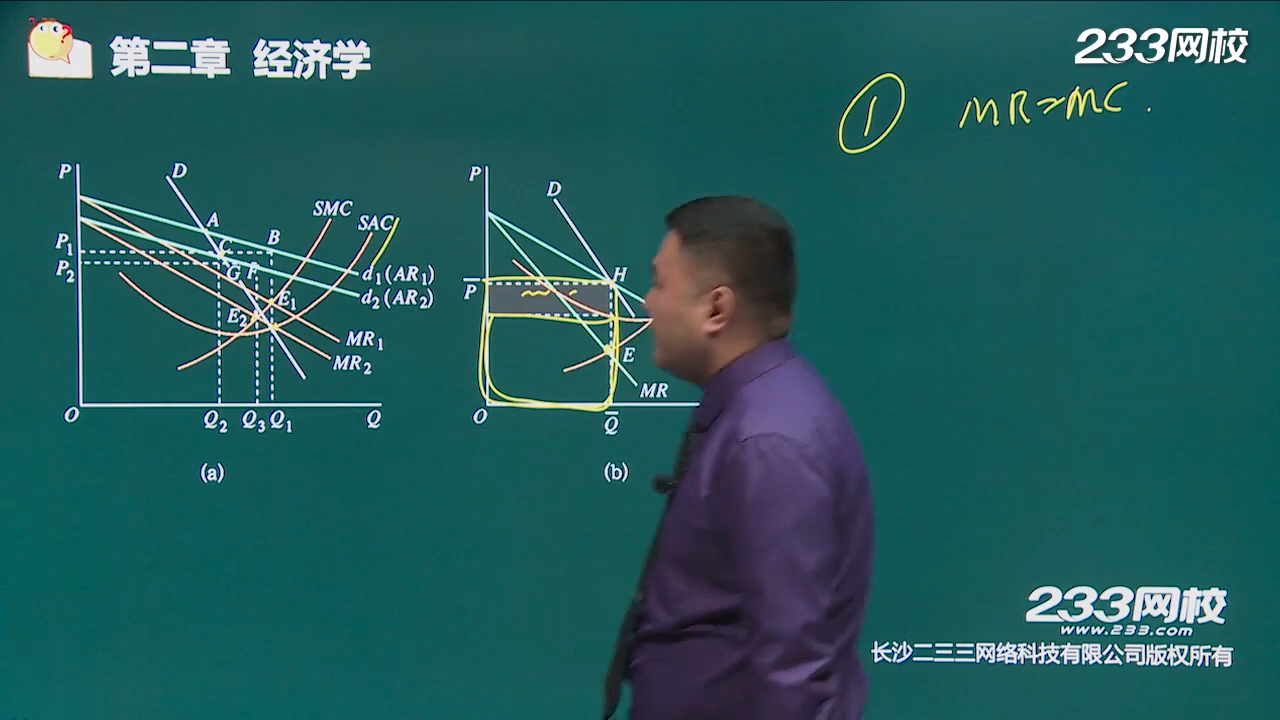 第二章 经济学
233网校
① MR=MC.
P
D
SMC
SAC
A
B
P₁
C
P₂
G F
d₁(AR₁)
d₂(AR₂)
E₁
E₂
MR₁
MR₂
O
Q₂ Q₃ Q₁ Q
(a)
P
D
H
P̅
E
MR
O
Q̅
(b)
233网校
www.233.com
长沙二三三网络科技有限公司版权所有